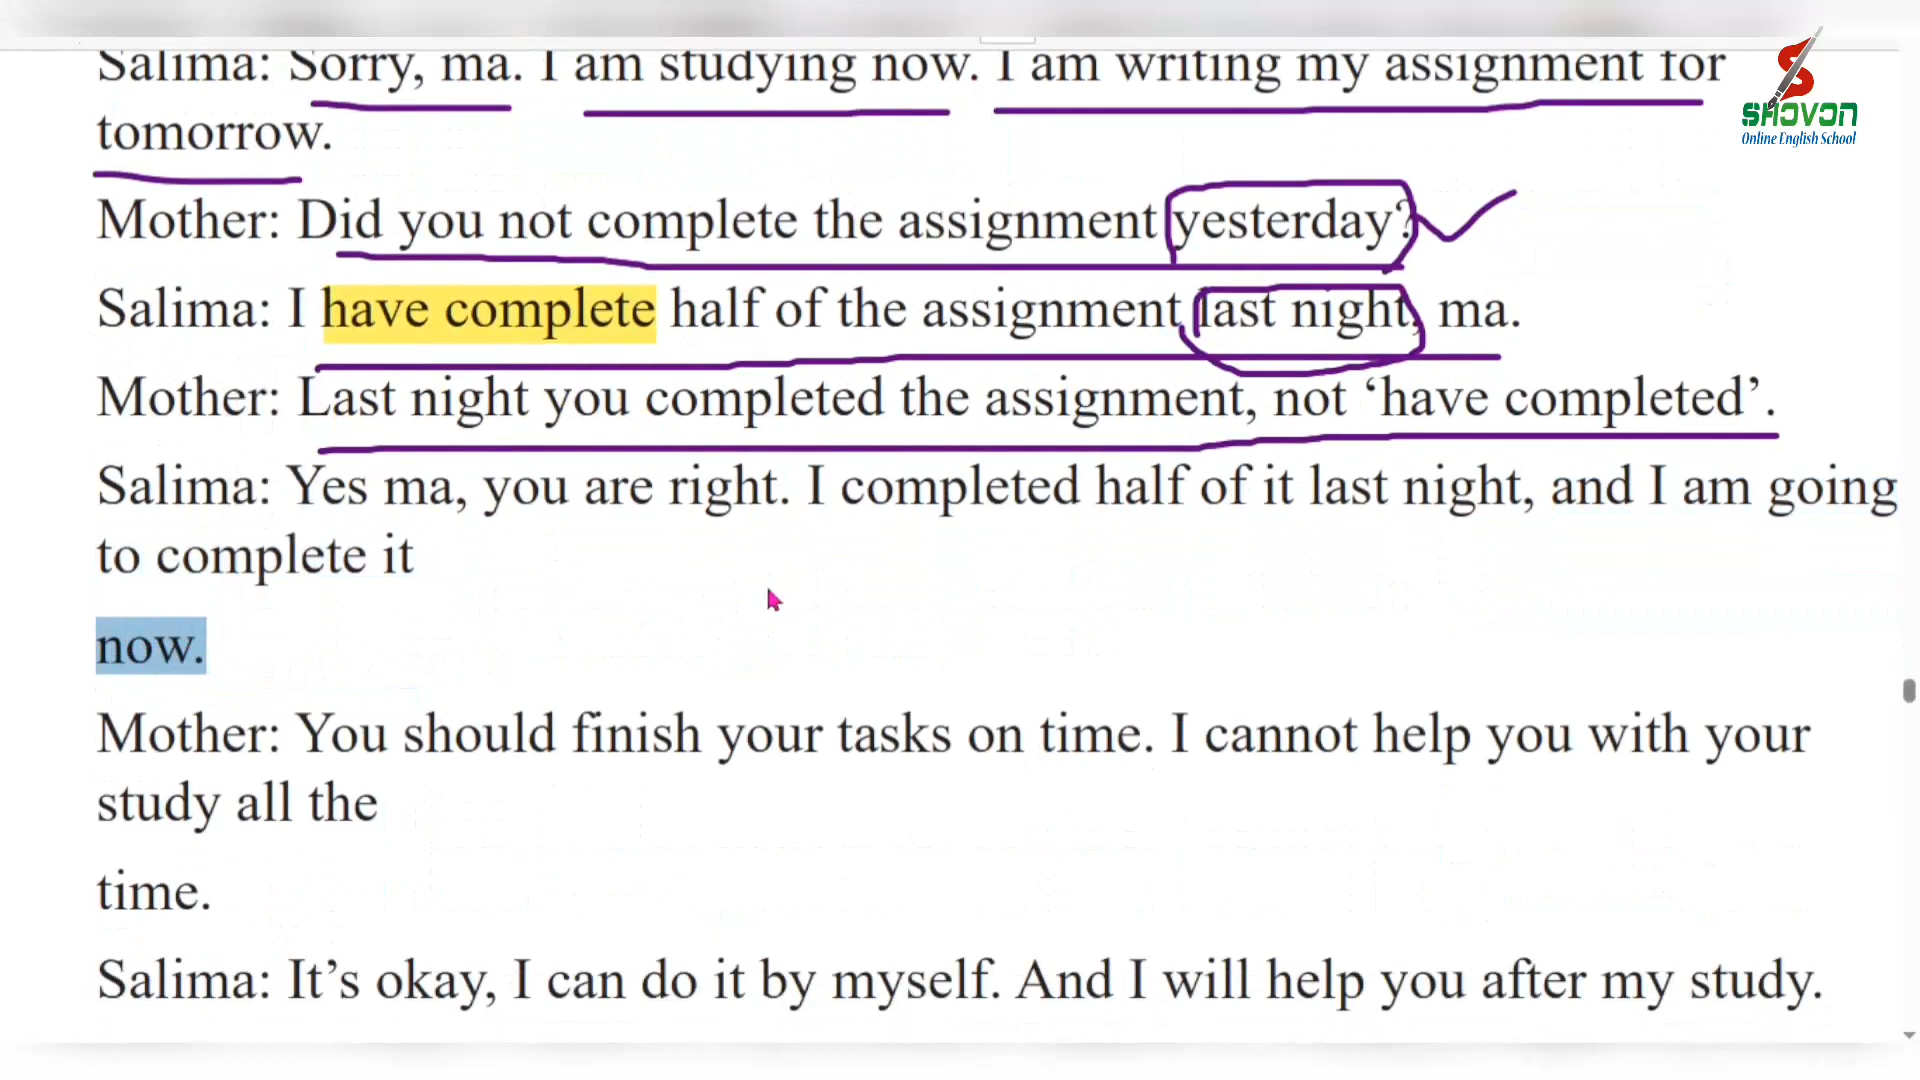 Salima: Sorry, ma. I am studying now. I am writing my assignment for
tomorrow.
Mother: Did you not complete the assignment yesterday?
Salima: I have complete half of the assignment last night, ma.
Mother: Last night you completed the assignment, not ‘have completed’.
Salima: Yes ma, you are right. I completed half of it last night, and I am going
to complete it
now.
Mother: You should finish your tasks on time. I cannot help you with your
study all the
time.
Salima: It’s okay, I can do it by myself. And I will help you after my study.
S
SHOVON
Online English School